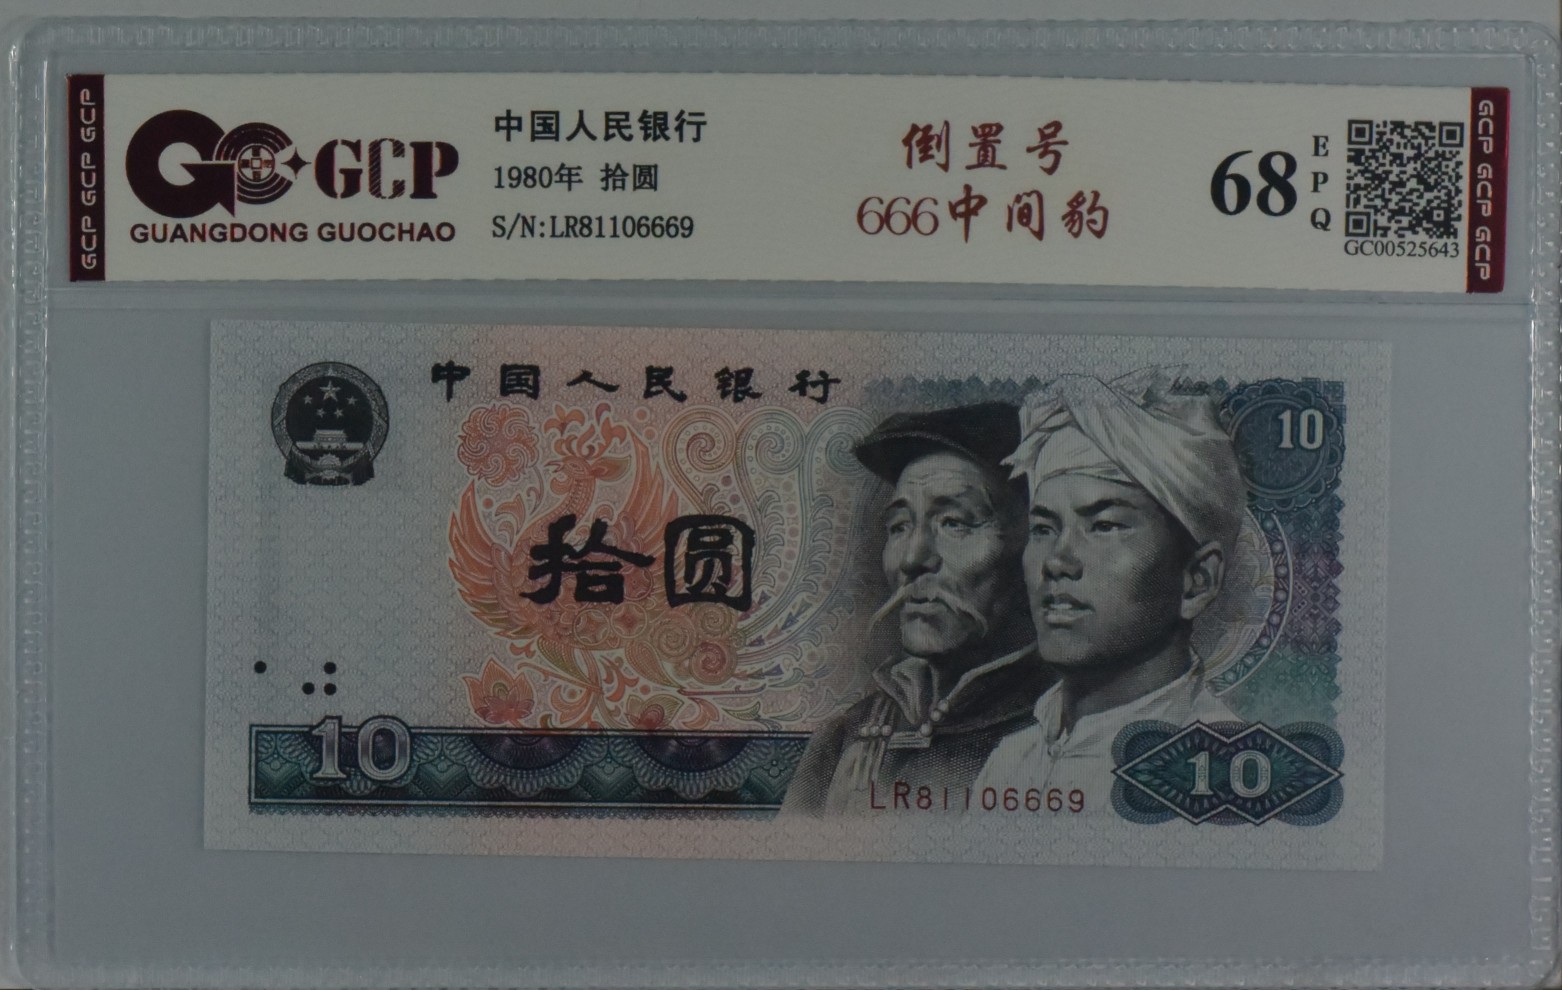 GCP GCP GCP
GCP
GUANGDONG GUOCHAO
中国人民银行
1980年 拾圆
S/N:LR81106669
倒置号
666中间豹
68
EPQ
GC00525643
GCP GCP GCP
中国人民银行
10
拾圆
10
LR81106669
10